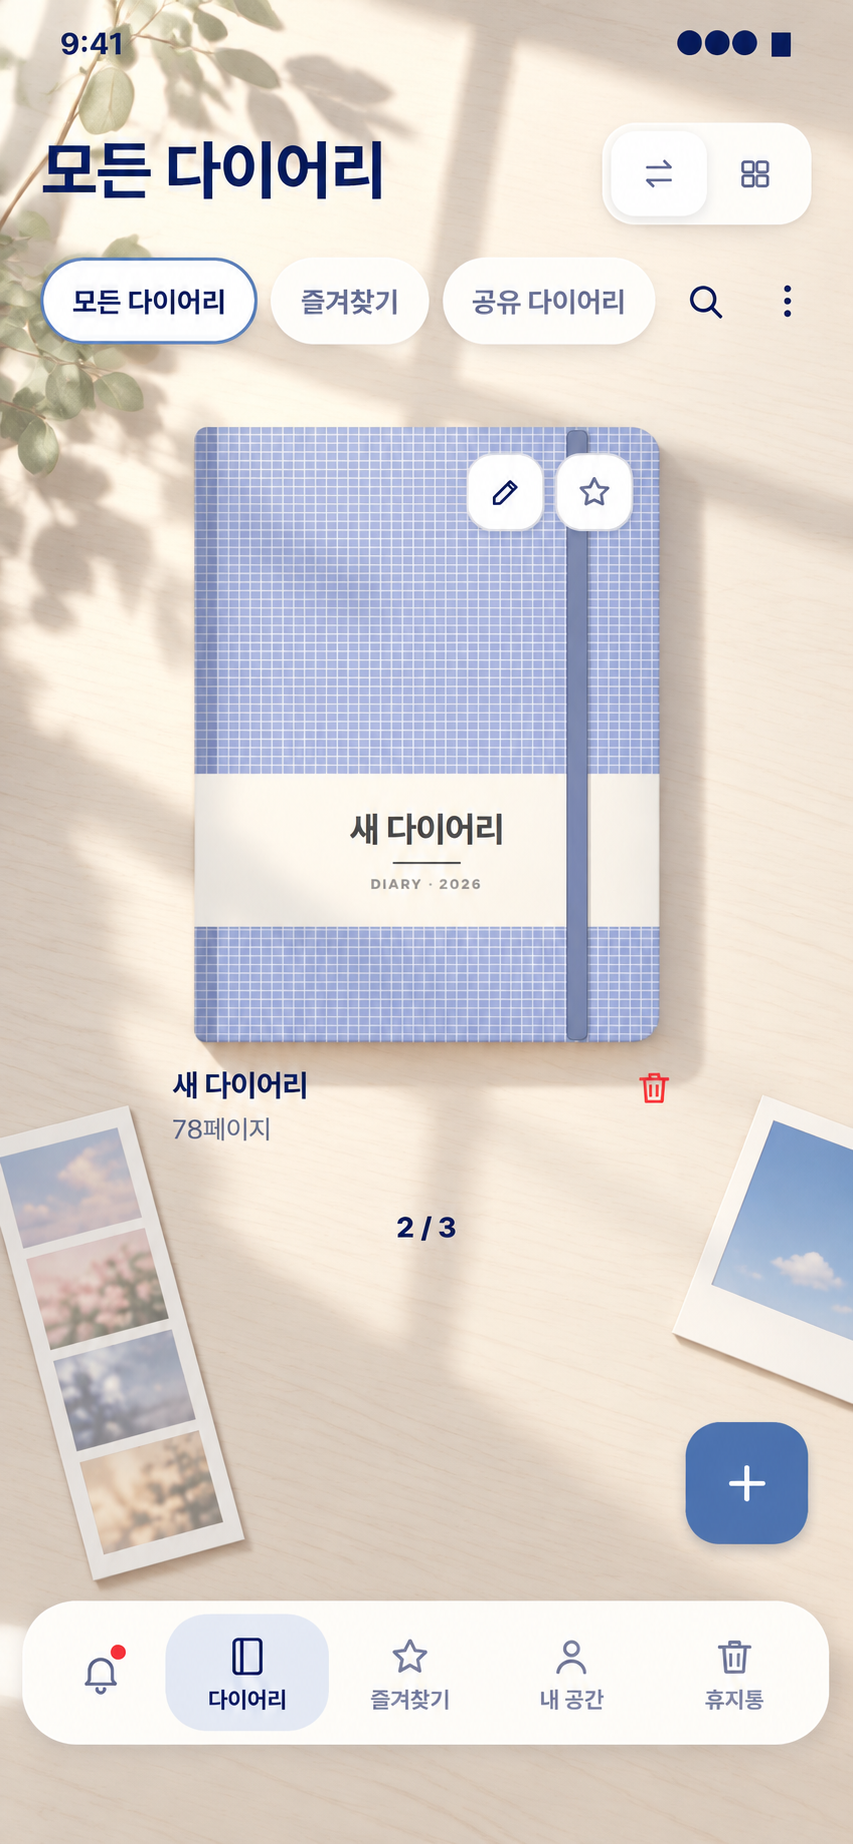 9:41
모든 다이어리
모든 다이어리 즐겨찾기 공유 다이어리
새 다이어리
DIARY · 2026
새 다이어리
78페이지
2 / 3
다이어리 즐겨찾기 내 공간 휴지통